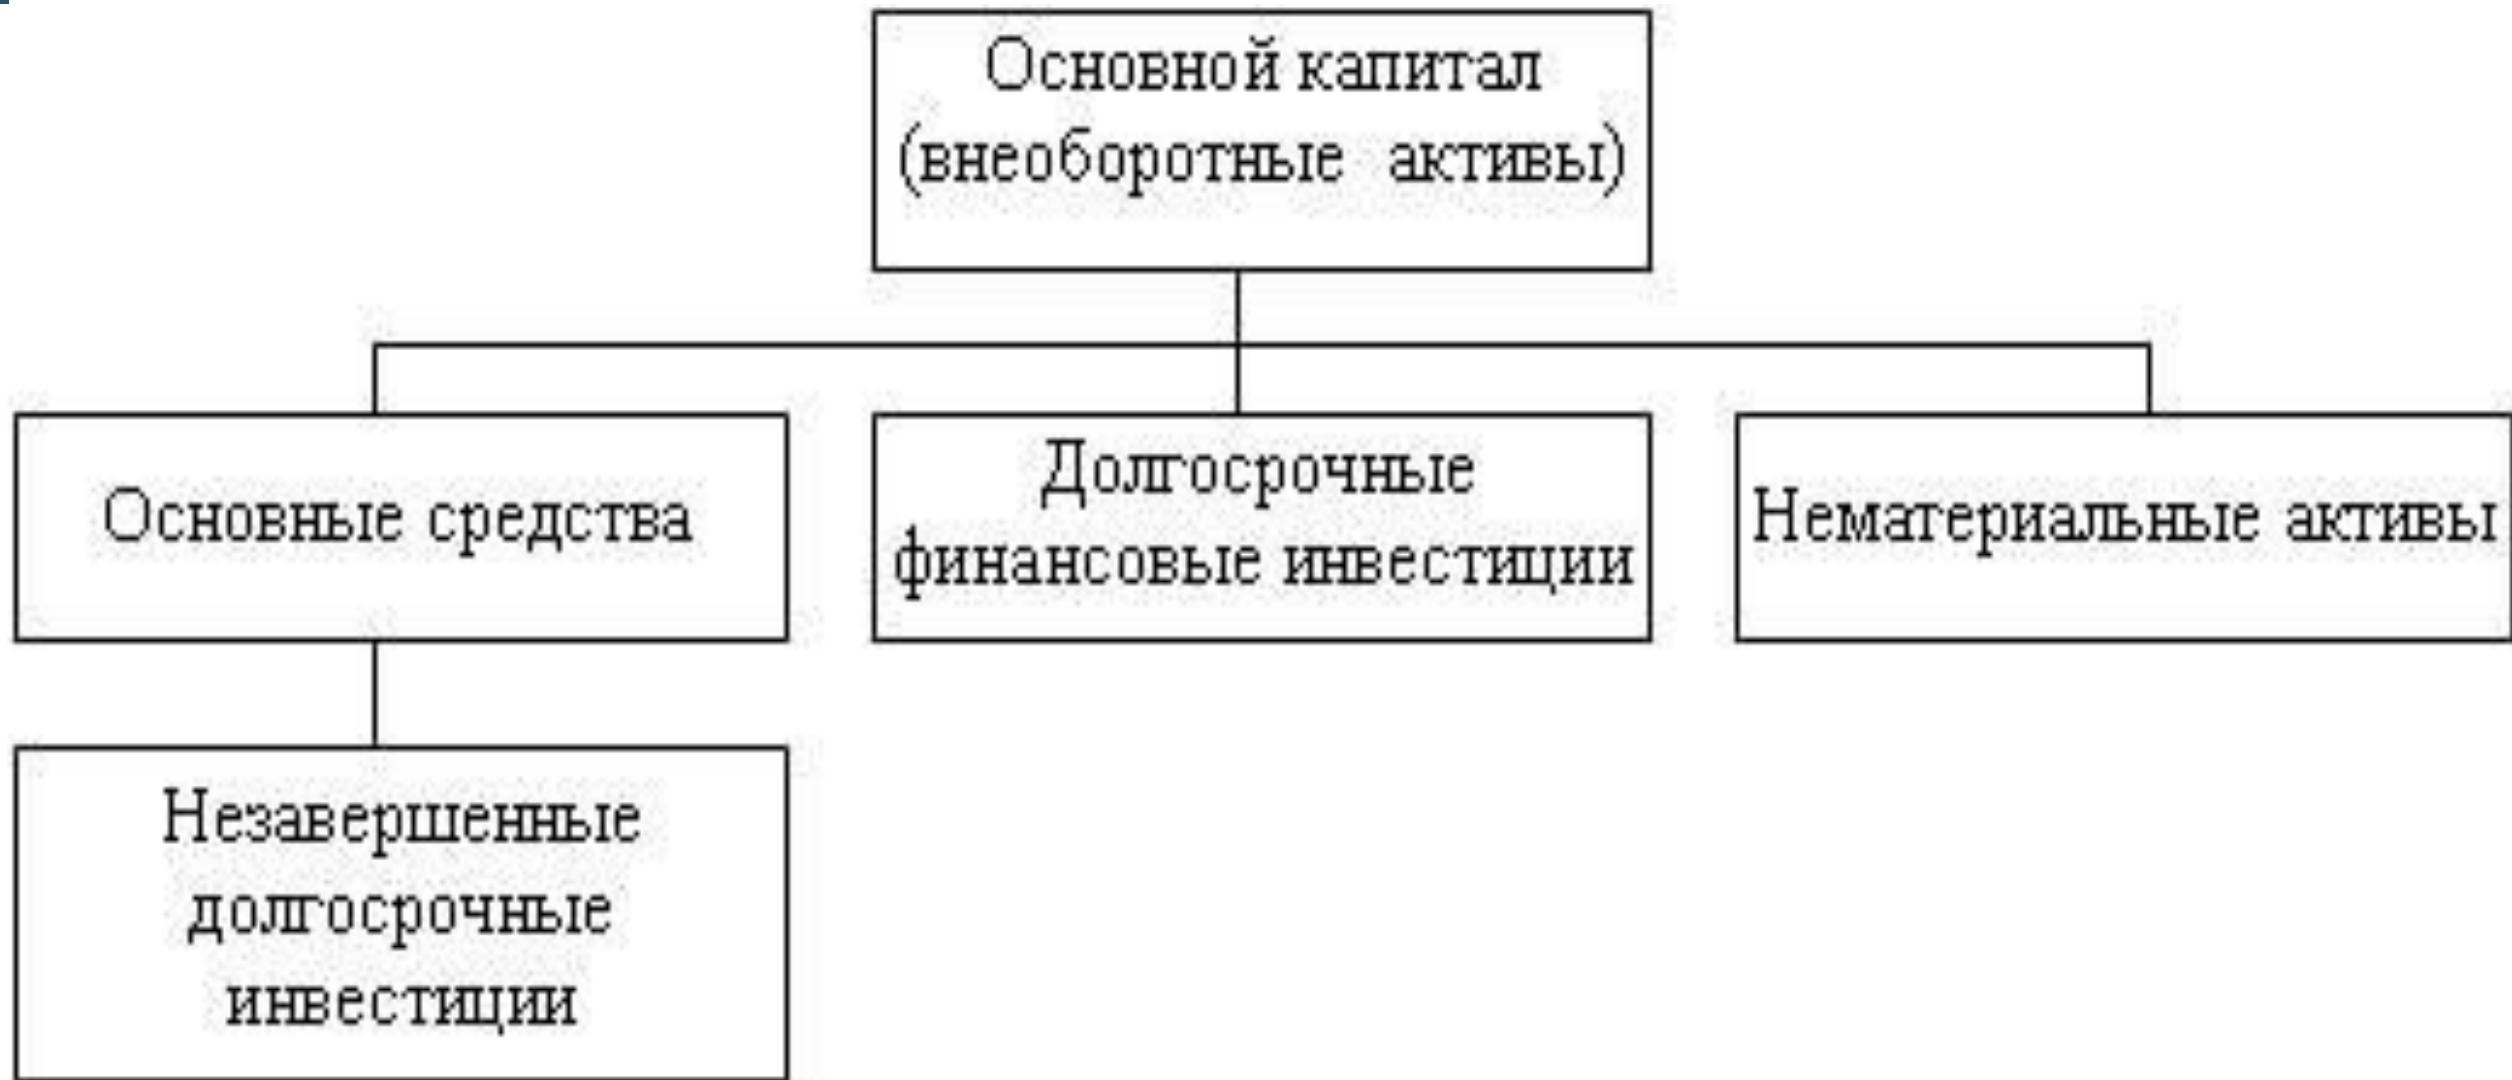 Основной капитал
(внеоборотные активы)
Основные средства
Долгосрочные
финансовые инвестиции
Нематериальные активы
Незавершенные
долгосрочные
инвестиции